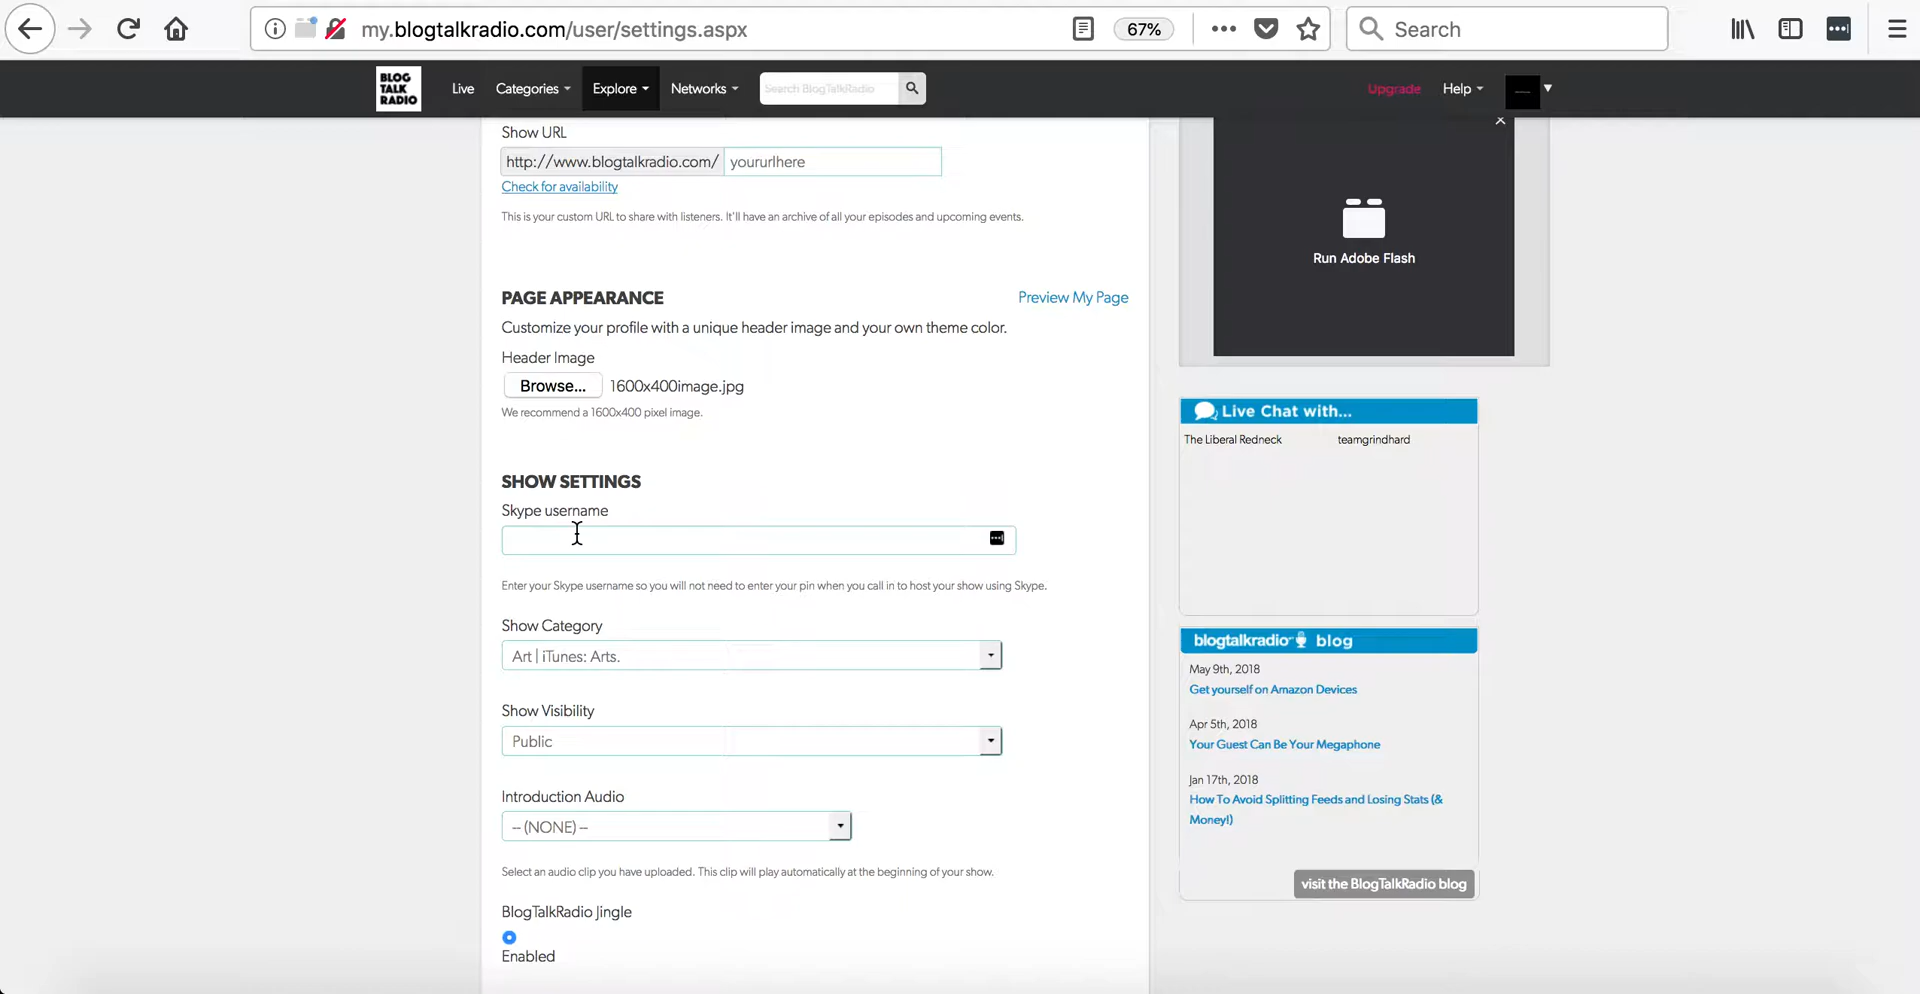 my.blogtalkradio.com/user/settings.aspx
67%
Search
BLOG
TALK
RADIO
Live
Categories
Explore
Networks
Search BlogTalkRadio
Upgrade
Help
Show URL
http://www.blogtalkradio.com/
yoururlhere
Check for availability
This is your custom URL to share with listeners. It'll have an archive of all your episodes and upcoming events.
PAGE APPEARANCE
Preview My Page
Customize your profile with a unique header image and your own theme color.
Header Image
Browse...
1600x400image.jpg
We recommend a 1600x400 pixel image.
SHOW SETTINGS
Skype username
Enter your Skype username so you will not need to enter your pin when you call in to host your show using Skype.
Show Category
Art | iTunes: Arts.
Show Visibility
Public
Introduction Audio
-- (NONE) --
Select an audio clip you have uploaded. This clip will play automatically at the beginning of your show.
BlogTalkRadio Jingle
Enabled
Run Adobe Flash
Live Chat with...
The Liberal Redneck
teamgrindhard
blogtalkradio blog
May 9th, 2018
Get yourself on Amazon Devices
Apr 5th, 2018
Your Guest Can Be Your Megaphone
Jan 17th, 2018
How To Avoid Splitting Feeds and Losing Stats (&
Money!)
visit the BlogTalkRadio blog